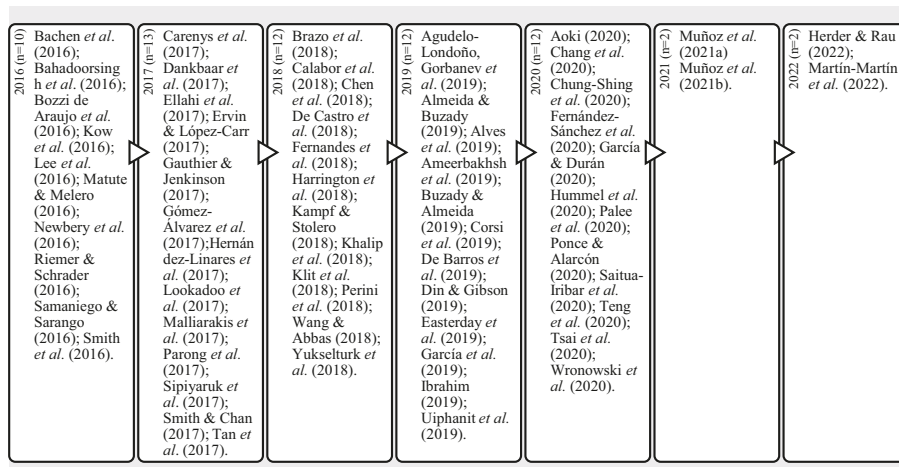 2016 (n=10)
Bachen et al.
(2016);
Bahadoorsing
h et al. (2016);
Bozzi de
Araujo et al.
(2016); Kow
et al. (2016);
Lee et al.
(2016); Matute
& Melero
(2016);
Newbery et al.
(2016);
Riemer &
Schrader
(2016);
Samaniego &
Sarango
(2016); Smith
et al. (2016).
2017 (n=13)
Carenys et al.
(2017);
Dankbaar et
al. (2017);
Ellahi et al.
(2017); Ervin
& López-Carr
(2017);
Gauthier &
Jenkinson
(2017);
Gómez-
Álvarez et al.
(2017);Hernán
dez-Linares et
al. (2017);
Lookadoo et
al. (2017);
Malliarakis et
al. (2017);
Parong et al.
(2017);
Sipiyaruk et
al. (2017);
Smith & Chan
(2017); Tan et
al. (2017).
2018 (n=12)
Brazo et al.
(2018);
Calabor et al.
(2018); Chen
et al. (2018);
De Castro et
al. (2018);
Fernandes et
al. (2018);
Harrington et
al. (2018);
Kampf &
Stolero
(2018); Khalip
et al. (2018);
Klit et al.
(2018); Perini
et al. (2018);
Wang &
Abbas (2018);
Yukselturk et
al. (2018).
2019 (n=12)
Agudelo-
Londoño,
Gorbanev et
al. (2019);
Almeida &
Buzady
(2019); Alves
et al. (2019);
Ameerbakhsh
et al. (2019);
Buzady &
Almeida
(2019); Corsi
et al. (2019);
De Barros et
al. (2019);
Din & Gibson
(2019);
Easterday et
al. (2019);
García et al.
(2019);
Ibrahim
(2019);
Uiphanit et al.
(2019).
2020 (n=12)
Aoki (2020);
Chang et al.
(2020);
Chung-Shing
et al. (2020);
Fernández-
Sánchez et al.
(2020); García
& Durán
(2020);
Hummel et al.
(2020); Palee
et al. (2020);
Ponce &
Alarcón
(2020); Saitua-
Iribar et al.
(2020); Teng
et al. (2020);
Tsai et al.
(2020);
Wronowski et
al. (2020).
2021 (n=2)
Muñoz et al.
(2021a)
Muñoz et al.
(2021b).
2022 (n=2)
Herder & Rau
(2022);
Martín-Martín
et al. (2022).